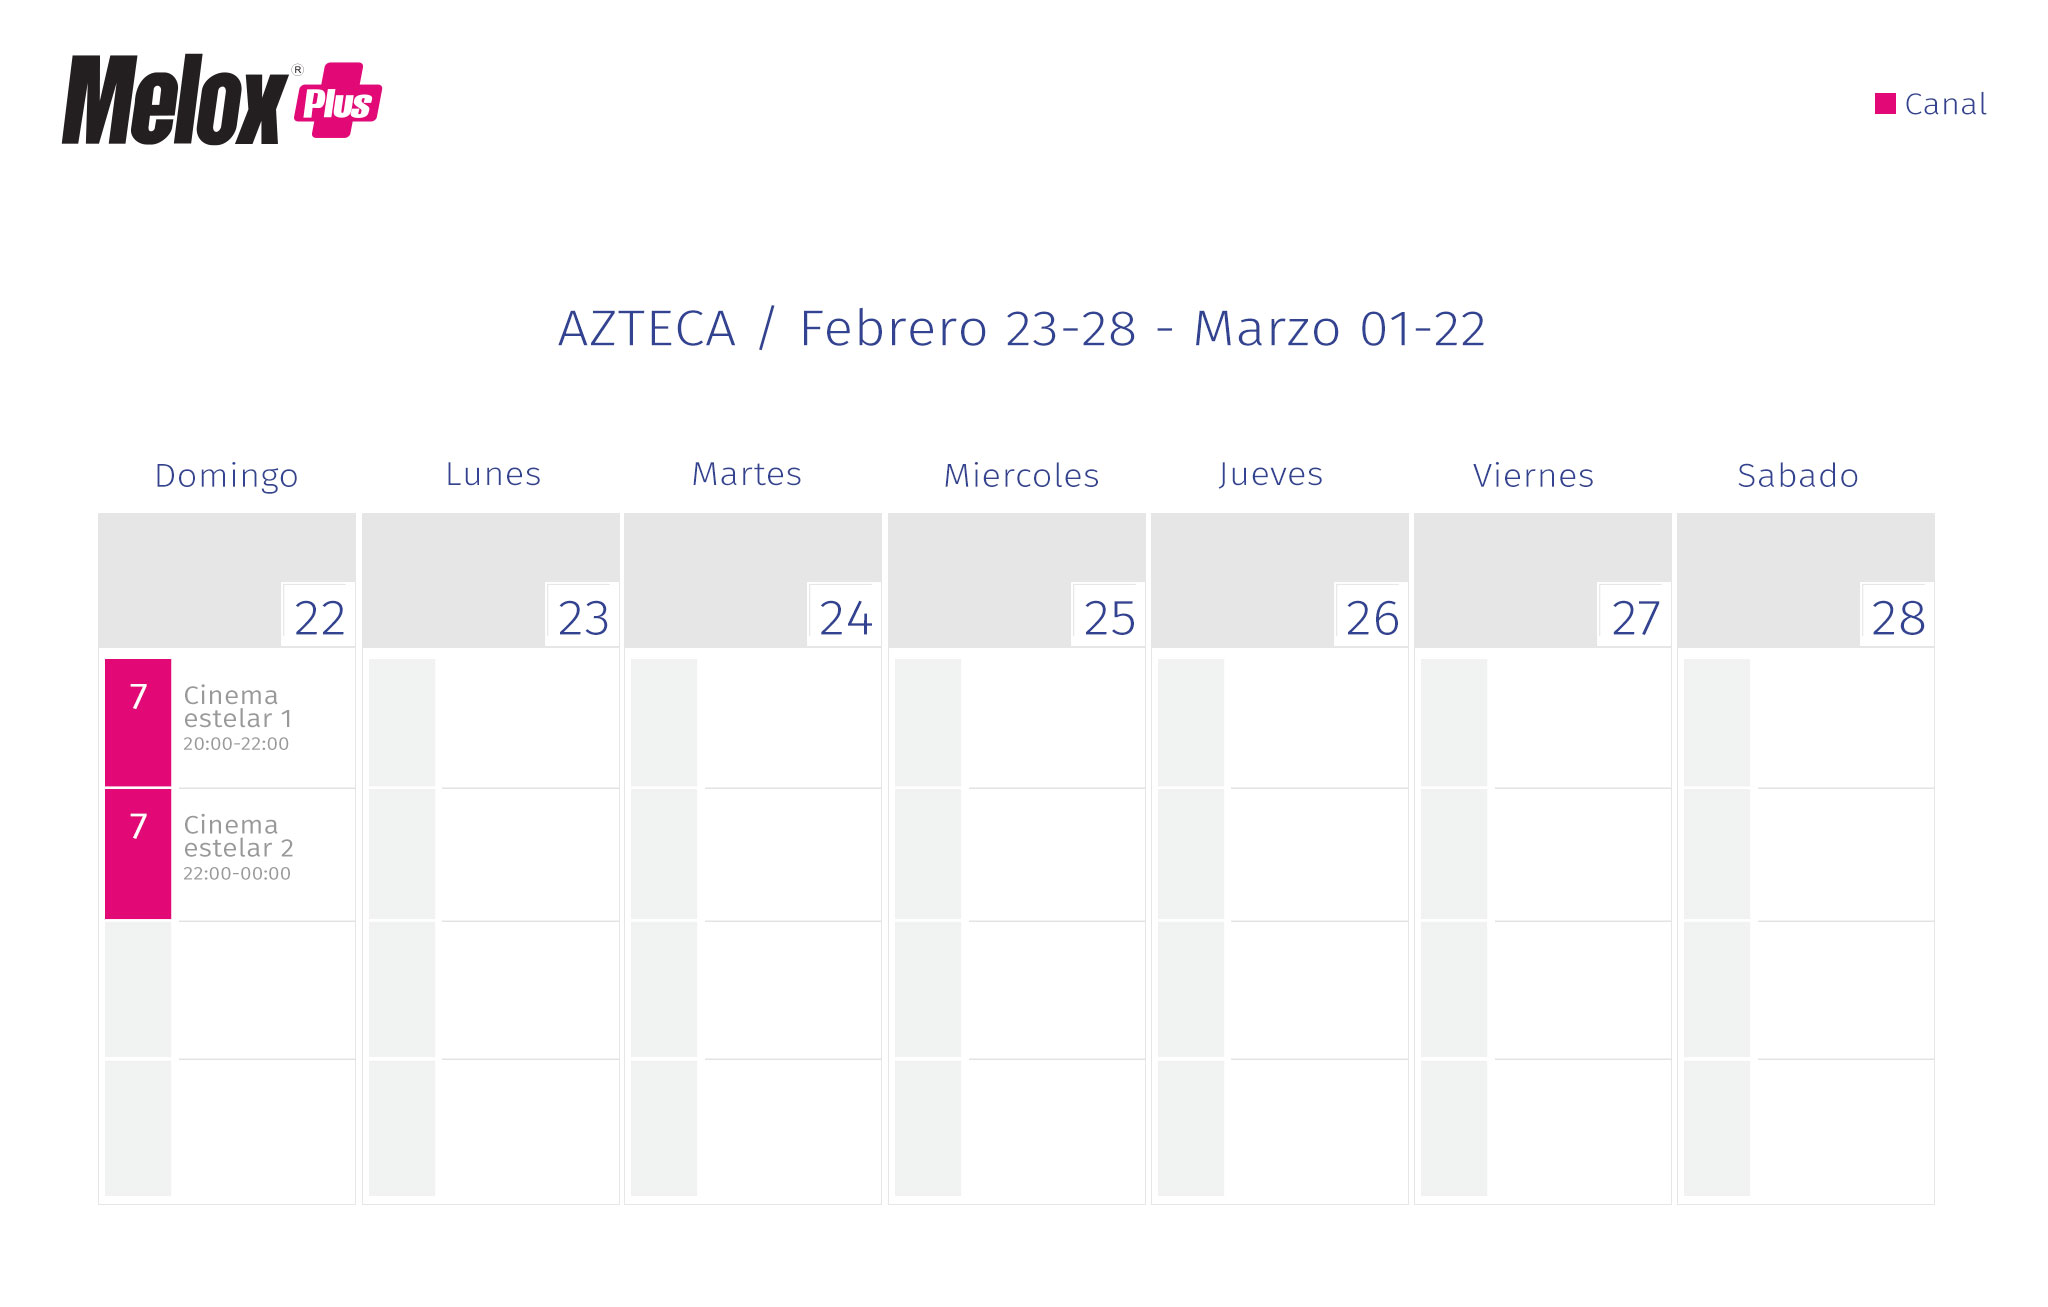 Melox® Plus
Canal
AZTECA / Febrero 23-28 - Marzo 01-22
Domingo Lunes Martes Miercoles Jueves Viernes Sabado
22 23 24 25 26 27 28
7 Cinema
estelar 1
20:00-22:00
7 Cinema
estelar 2
22:00-00:00